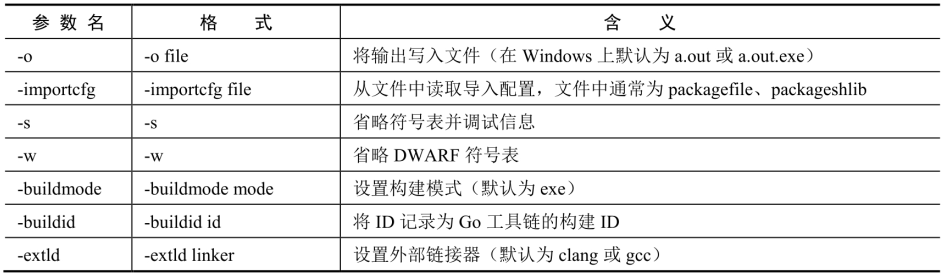 参 数 名 格 式 含 义
-o -o file 将输出写入文件（在 Windows 上默认为 a.out 或 a.out.exe）
-importcfg -importcfg file 从文件中读取导入配置，文件中通常为 packagefile、packageshlib
-s -s 省略符号表并调试信息
-w -w 省略 DWARF 符号表
-buildmode -buildmode mode 设置构建模式（默认为 exe）
-buildid -buildid id 将 ID 记录为 Go 工具链的构建 ID
-extld -extld linker 设置外部链接器（默认为 clang 或 gcc）